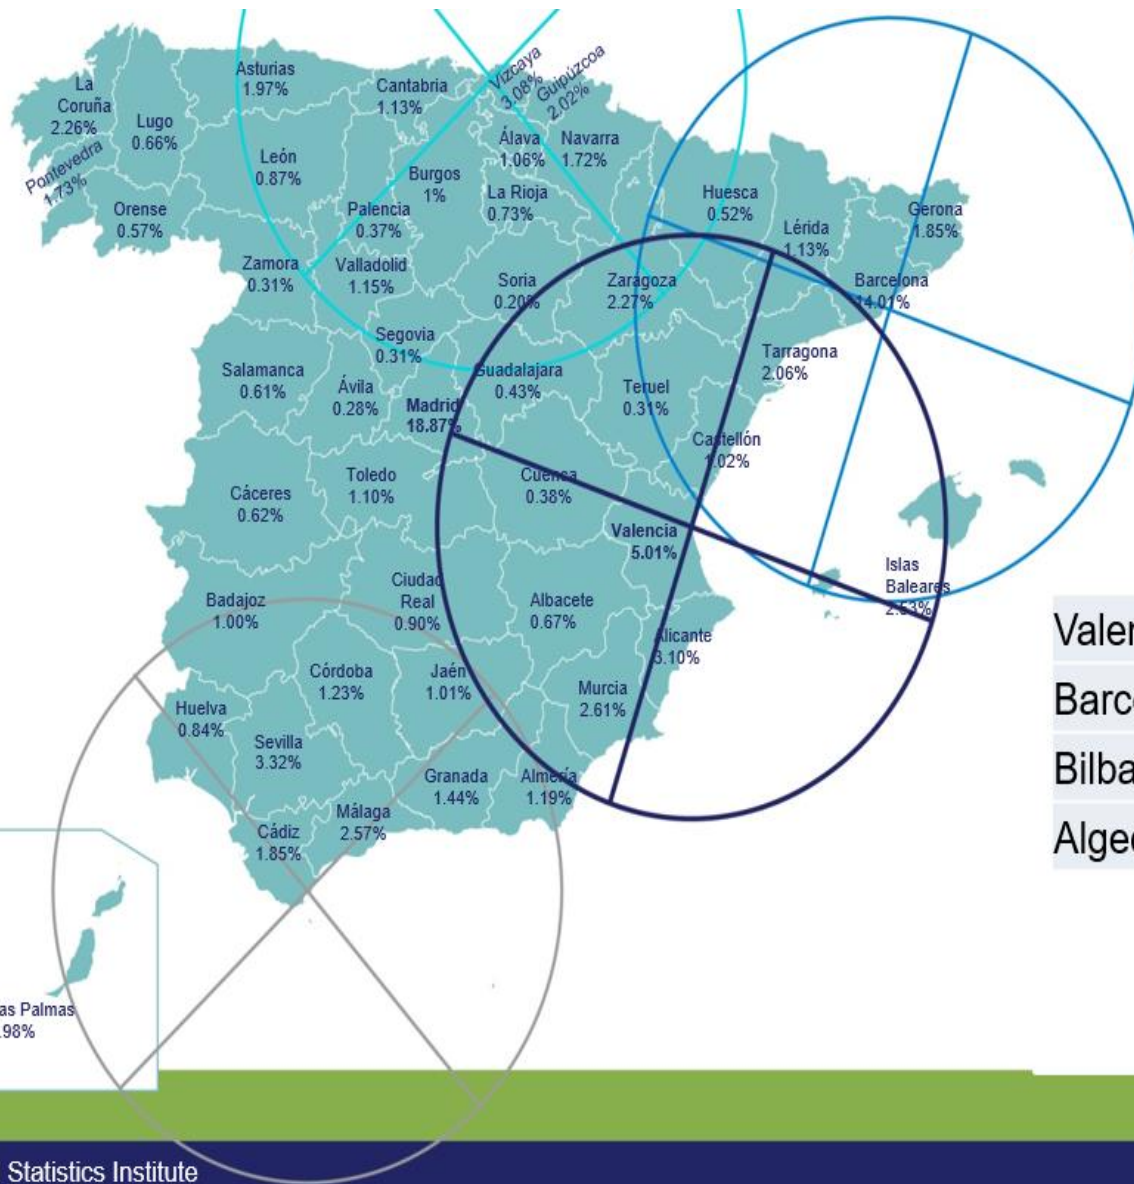 La
Coruña
2.26%
Lugo
0.66%
Pontevedra
1.73%
Orense
0.57%
Asturias
1.97%
León
0.87%
Zamora
0.31%
Cantabria
1.13%
Palencia
0.37%
Burgos
1%
Valladolid
1.15%
Vizcaya
3.08%
Guipúzcoa
2.02%
Álava
1.06%
Navarra
1.72%
La Rioja
0.73%
Soria
0.20%
Huesca
0.52%
Zaragoza
2.27%
Lérida
1.13%
Gerona
1.85%
Barcelona
14.01%
Tarragona
2.06%
Segovia
0.31%
Salamanca
0.61%
Ávila
0.28%
Madrid
18.87%
Guadalajara
0.43%
Teruel
0.31%
Castellón
1.02%
Cáceres
0.62%
Toledo
1.10%
Cuenca
0.38%
Valencia
5.01%
Islas
Baleares
2.53%
Badajoz
1.00%
Ciudad
Real
0.90%
Albacete
0.67%
Alicante
3.10%
Huelva
0.84%
Córdoba
1.23%
Jaén
1.01%
Murcia
2.61%
Sevilla
3.32%
Granada
1.44%
Almería
1.19%
Cádiz
1.85%
Málaga
2.57%
as Palmas
.98%
Valer
Barce
Bilba
Algec
Statistics Institute